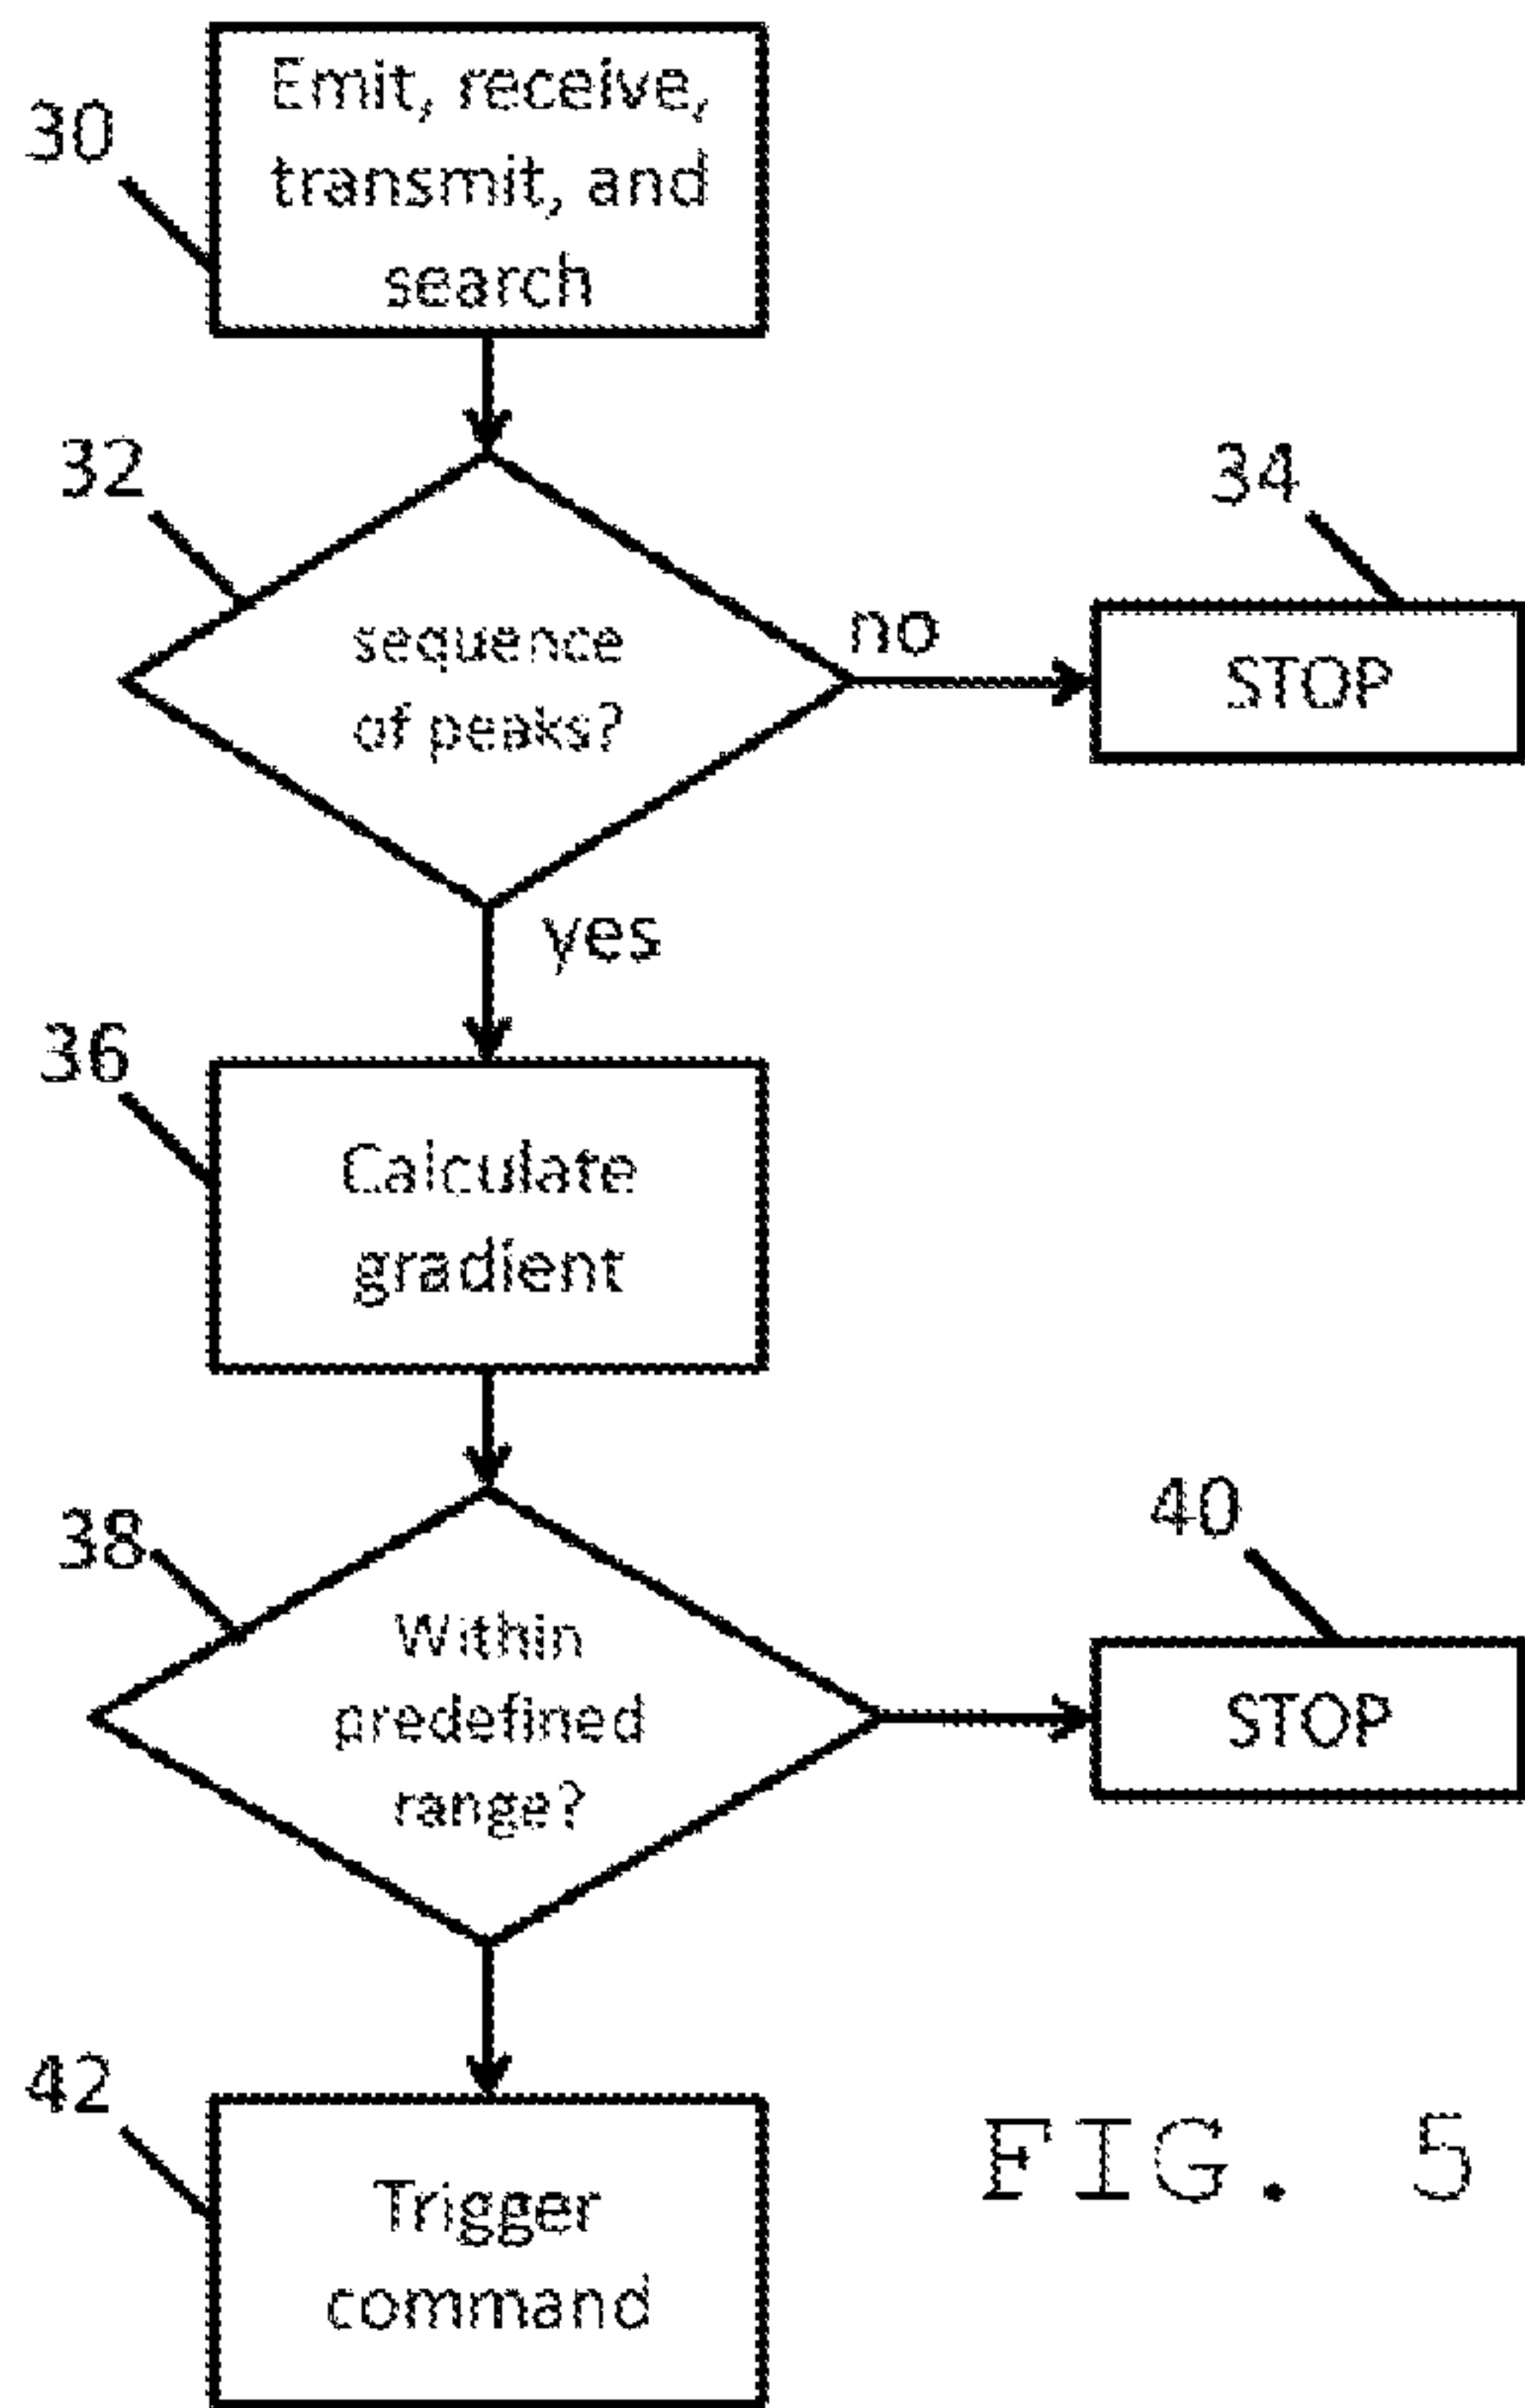 30
Emit, receive,
transmit, and
search
32
sequence
of peaks?
no
34
STOP
yes
36
Calculate
gradient
38
Within
predefined
range?
40
STOP
42
Trigger
command
FIG. 5